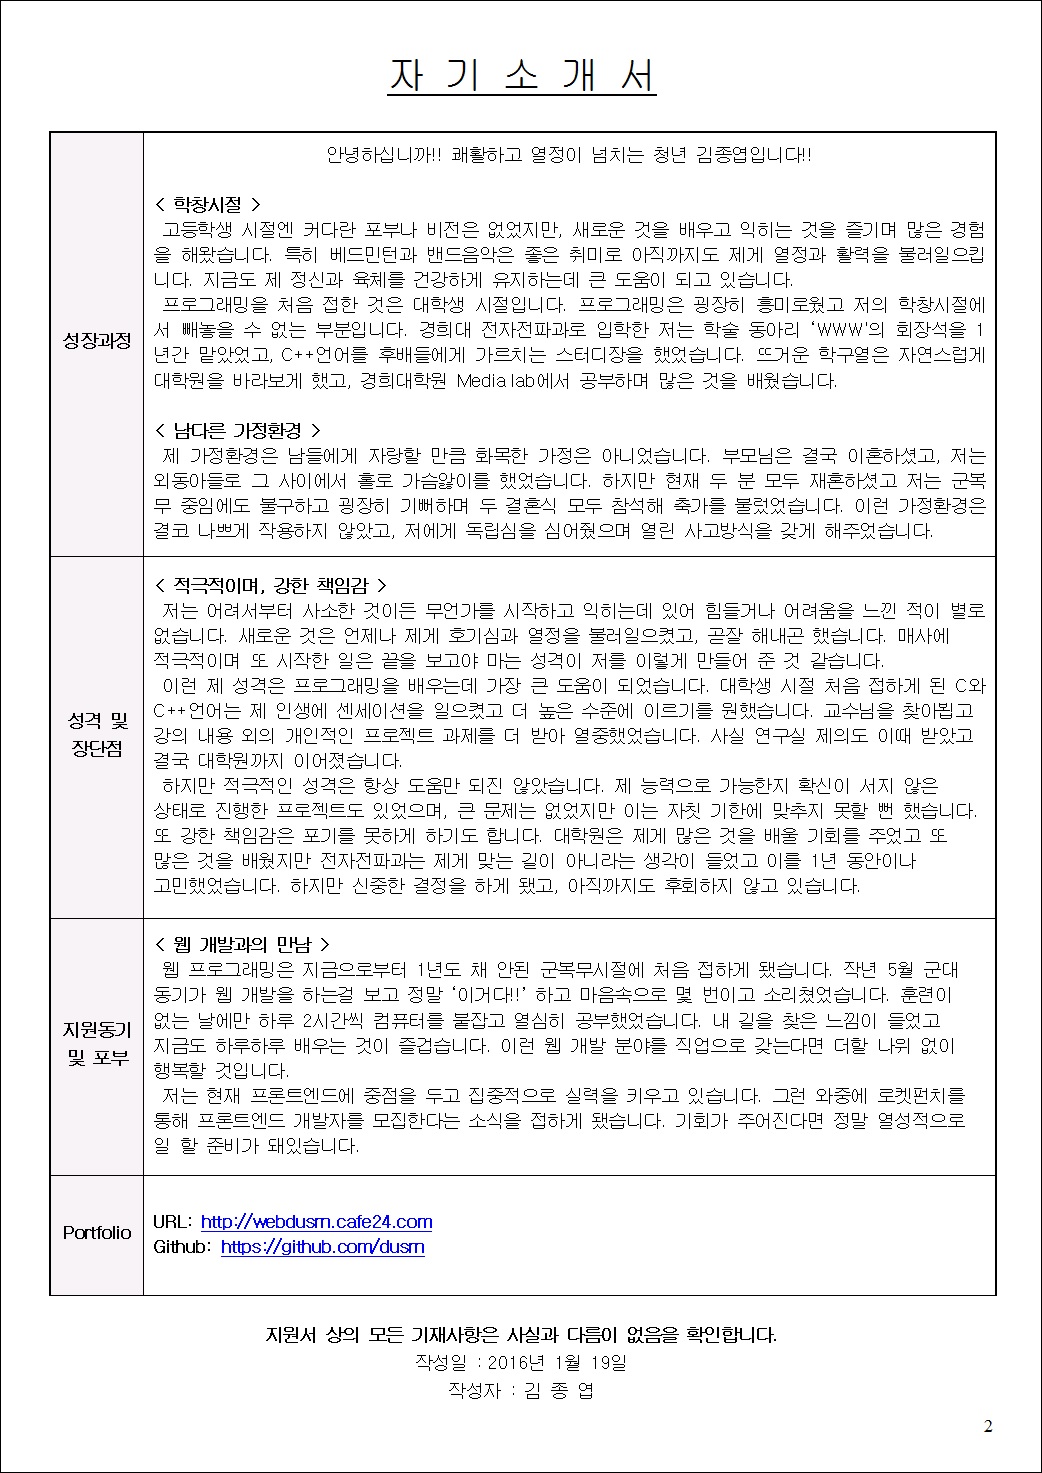 자 기 소 개 서
안녕하십니까!! 쾌활하고 열정이 넘치는 청년 김종엽입니다!!
성장과정
< 학창시절 >
고등학생 시절엔 커다란 포부나 비전은 없었지만, 새로운 것을 배우고 익히는 것을 즐기며 많은 경험
을 해왔습니다. 특히 베드민턴과 밴드음악은 좋은 취미로 아직까지도 제게 열정과 활력을 불러일으킵
니다. 지금도 제 정신과 육체를 건강하게 유지하는데 큰 도움이 되고 있습니다.
프로그래밍을 처음 접한 것은 대학생 시절입니다. 프로그래밍은 굉장히 흥미로웠고 저의 학창시절에
서 빼놓을 수 없는 부분입니다. 경희대 전자전파과로 입학한 저는 학술 동아리 ‘WWW’의 회장석을 1
년간 맡았었고, C++언어를 후배들에게 가르치는 스터디장을 했었습니다. 뜨거운 학구열은 자연스럽게
대학원을 바라보게 했고, 경희대학원 Media lab에서 공부하며 많은 것을 배웠습니다.
< 남다른 가정환경 >
제 가정환경은 남들에게 자랑할 만큼 화목한 가정은 아니었습니다. 부모님은 결국 이혼하셨고, 저는
외동아들로 그 사이에서 홀로 가슴앓이를 했었습니다. 하지만 현재 두 분 모두 재혼하셨고 저는 군복
무 중임에도 불구하고 굉장히 기뻐하며 두 결혼식 모두 참석해 축가를 불렀었습니다. 이런 가정환경은
결코 나쁘게 작용하지 않았고, 저에게 독립심을 심어줬으며 열린 사고방식을 갖게 해주었습니다.
성격 및
장단점
< 적극적이며, 강한 책임감 >
저는 어려서부터 사소한 것이든 무언가를 시작하고 익히는데 있어 힘들거나 어려움을 느낀 적이 별로
없습니다. 새로운 것은 언제나 제게 호기심과 열정을 불러일으켰고, 곧잘 해내곤 했습니다. 매사에
적극적이며 또 시작한 일은 끝을 보고야 마는 성격이 저를 이렇게 만들어 준 것 같습니다.
이런 제 성격은 프로그래밍을 배우는데 가장 큰 도움이 되었습니다. 대학생 시절 처음 접하게 된 C와
C++언어는 제 인생에 센세이션을 일으켰고 더 높은 수준에 이르기를 원했습니다. 교수님을 찾아뵙고
강의 내용 외의 개인적인 프로젝트 과제를 더 받아 열중했었습니다. 사실 연구실 제의도 이때 받았고
결국 대학원까지 이어졌습니다.
하지만 적극적인 성격은 항상 도움만 되진 않았습니다. 제 능력으로 가능한지 확신이 서지 않은
상태로 진행한 프로젝트도 있었으며, 큰 문제는 없었지만 이는 자칫 기한에 맞추지 못할 뻔 했습니다.
또 강한 책임감은 포기를 못하게 하기도 합니다. 대학원은 제게 많은 것을 배울 기회를 주었고 또
많은 것을 배웠지만 전자전파과는 제게 맞는 길이 아니라는 생각이 들었고 이를 1년 동안이나
고민했었습니다. 하지만 신중한 결정을 하게 됐고, 아직까지도 후회하지 않고 있습니다.
지원동기
및 포부
< 웹 개발과의 만남 >
웹 프로그래밍은 지금으로부터 1년도 채 안된 군복무시절에 처음 접하게 됐습니다. 작년 5월 군대
동기가 웹 개발을 하는걸 보고 정말 ‘이거다!!’ 하고 마음속으로 몇 번이고 소리쳤었습니다. 훈련이
없는 날에만 하루 2시간씩 컴퓨터를 붙잡고 열심히 공부했었습니다. 내 길을 찾은 느낌이 들었고
지금도 하루하루 배우는 것이 즐겁습니다. 이런 웹 개발 분야를 직업으로 갖는다면 더할 나위 없이
행복할 것입니다.
저는 현재 프론트엔드에 중점을 두고 집중적으로 실력을 키우고 있습니다. 그런 와중에 로켓펀치를
통해 프론트엔드 개발자를 모집한다는 소식을 접하게 됐습니다. 기회가 주어진다면 정말 열성적으로
일 할 준비가 돼있습니다.
Portfolio
URL: http://webdusrn.cafe24.com
Github: https://github.com/dusrn
지원서 상의 모든 기재사항은 사실과 다름이 없음을 확인합니다.
작성일 : 2016년 1월 19일
작성자 : 김 종 엽
2